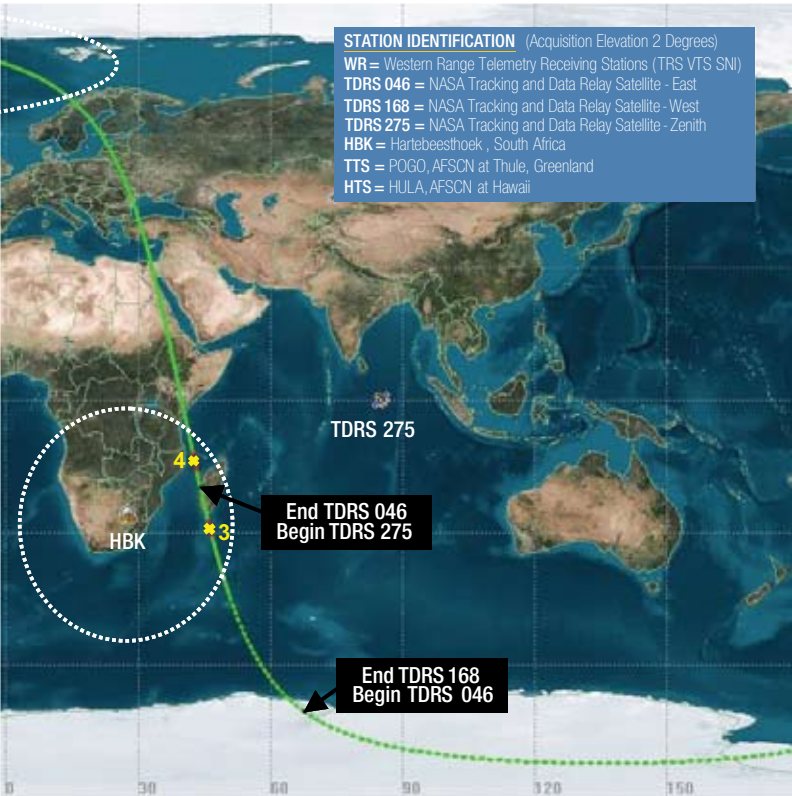 STATION IDENTIFICATION (Acquisition Elevation 2 Degrees)
WR = Western Range Telemetry Receiving Stations (TRS VTS SNI)
TDRS 046 = NASA Tracking and Data Relay Satellite - East
TDRS 168 = NASA Tracking and Data Relay Satellite - West
TDRS 275 = NASA Tracking and Data Relay Satellite - Zenith
HBK = Hartebeesthoek , South Africa
TTS = POGO, AFSCN at Thule, Greenland
HTS = HULA, AFSCN at Hawaii
TDRS 275
4
End TDRS 046
Begin TDRS 275
3
HBK
End TDRS 168
Begin TDRS 046
0 30 60 90 120 150